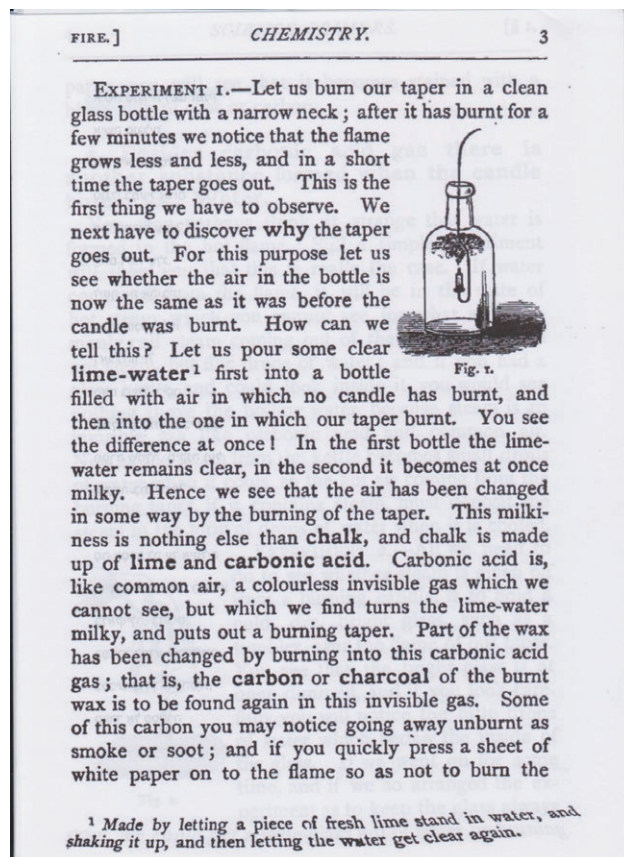 FIRE.] CHEMISTRY. 3
EXPERIMENT 1.—Let us burn our taper in a clean
glass bottle with a narrow neck ; after it has burnt for a
few minutes we notice that the flame
grows less and less, and in a short
time the taper goes out. This is the
first thing we have to observe. We
next have to discover why the taper
goes out. For this purpose let us
see whether the air in the bottle is
now the same as it was before the
candle was burnt. How can we
tell this ? Let us pour some clear
lime-water ¹ first into a bottle
Fig. 1.
filled with air in which no candle has burnt, and
then into the one in which our taper burnt. You see
the difference at once ! In the first bottle the lime-
water remains clear, in the second it becomes at once
milky. Hence we see that the air has been changed
in some way by the burning of the taper. This milki-
ness is nothing else than chalk, and chalk is made
up of lime and carbonic acid. Carbonic acid is,
like common air, a colourless invisible gas which we
cannot see, but which we find turns the lime-water
milky, and puts out a burning taper. Part of the wax
has been changed by burning into this carbonic acid
gas ; that is, the carbon or charcoal of the burnt
wax is to be found again in this invisible gas. Some
of this carbon you may notice going away unburnt as
smoke or soot ; and if you quickly press a sheet of
white paper on to the flame so as not to burn the
¹ Made by letting a piece of fresh lime stand in water, and
shaking it up, and then letting the water get clear again.